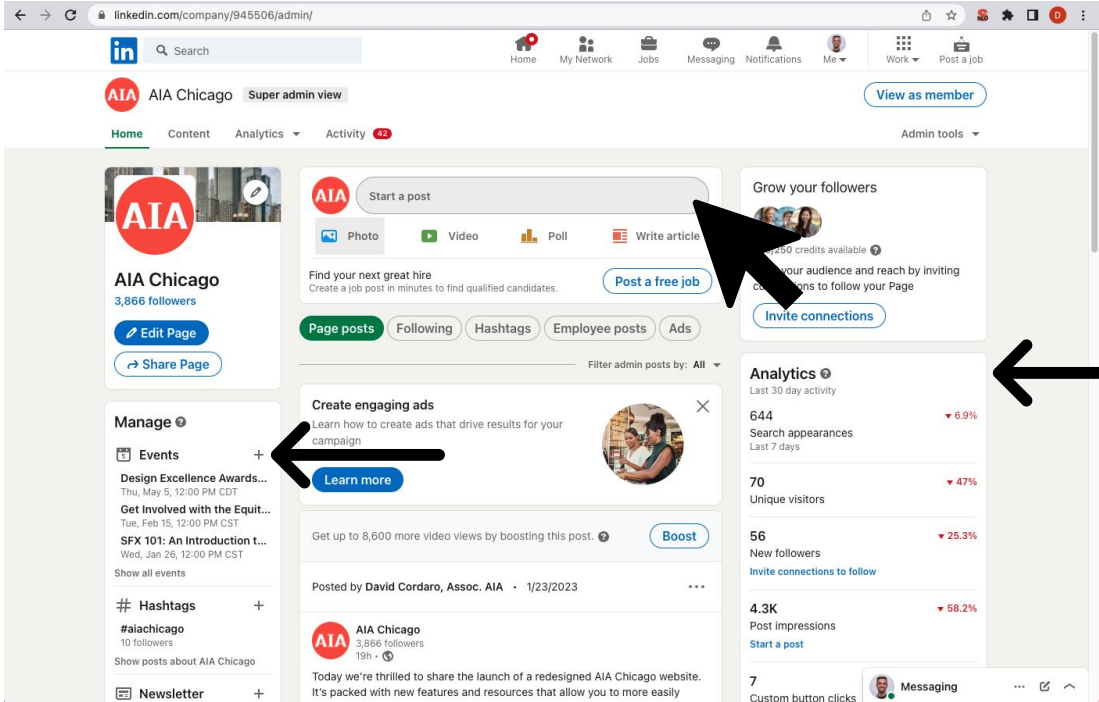 linkedin.com/company/945506/admin/
D
in
Search
Home
My Network
Jobs
Messaging
Notifications
Me
Work
Post a job
AIA
AIA Chicago
Super admin view
View as member
Home
Content
Analytics
Activity
42
Admin tools
AIA
AIA Chicago
3,866 followers
Edit Page
Share Page
Manage
Events
Design Excellence Awards...
Thu, May 5, 12:00 PM CDT
Get Involved with the Equit...
Tue, Feb 15, 12:00 PM CST
SFX 101: An Introduction t...
Wed, Jan 26, 12:00 PM CST
Show all events
Hashtags
#aiachicago
10 followers
Show posts about AIA Chicago
Newsletter
AIA
Start a post
Photo
Video
Poll
Write article
Find your next great hire
Create a job post in minutes to find qualified candidates.
Post a free job
Page posts
Following
Hashtags
Employee posts
Ads
Filter admin posts by: All
Create engaging ads
Learn how to create ads that drive results for your
campaign
Learn more
Get up to 8,600 more video views by boosting this post.
Boost
Posted by David Cordaro, Assoc. AIA • 1/23/2023
AIA
AIA Chicago
3,866 followers
19h •
Today we're thrilled to share the launch of a redesigned AIA Chicago website.
It's packed with new features and resources that allow you to more easily
Grow your followers
/250 credits available
your audience and reach by inviting
to follow your Page
Invite connections
Analytics
Last 30 day activity
644
6.9%
Search appearances
Last 7 days
70
47%
Unique visitors
56
25.3%
New followers
Invite connections to follow
4.3K
58.2%
Post impressions
Start a post
7
Custom button clicks
Messaging